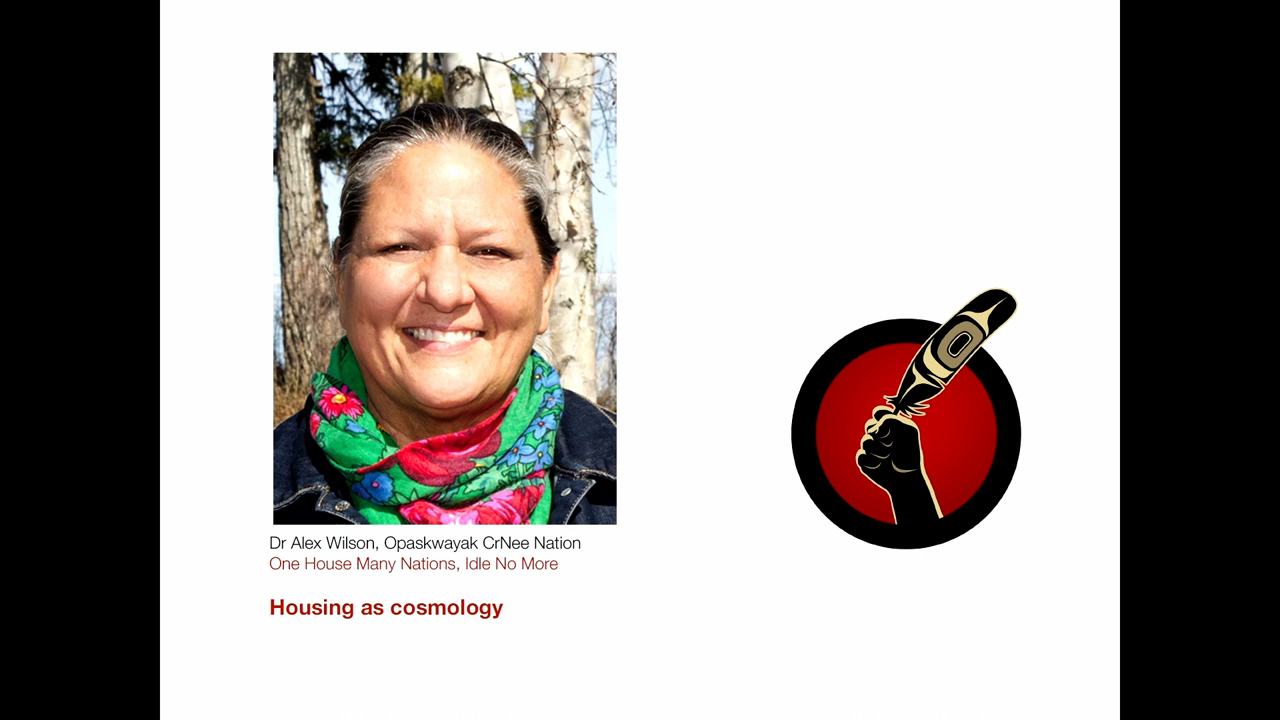 Dr Alex Wilson, Opaskwayak CrNee Nation
One House Many Nations, Idle No More
Housing as cosmology